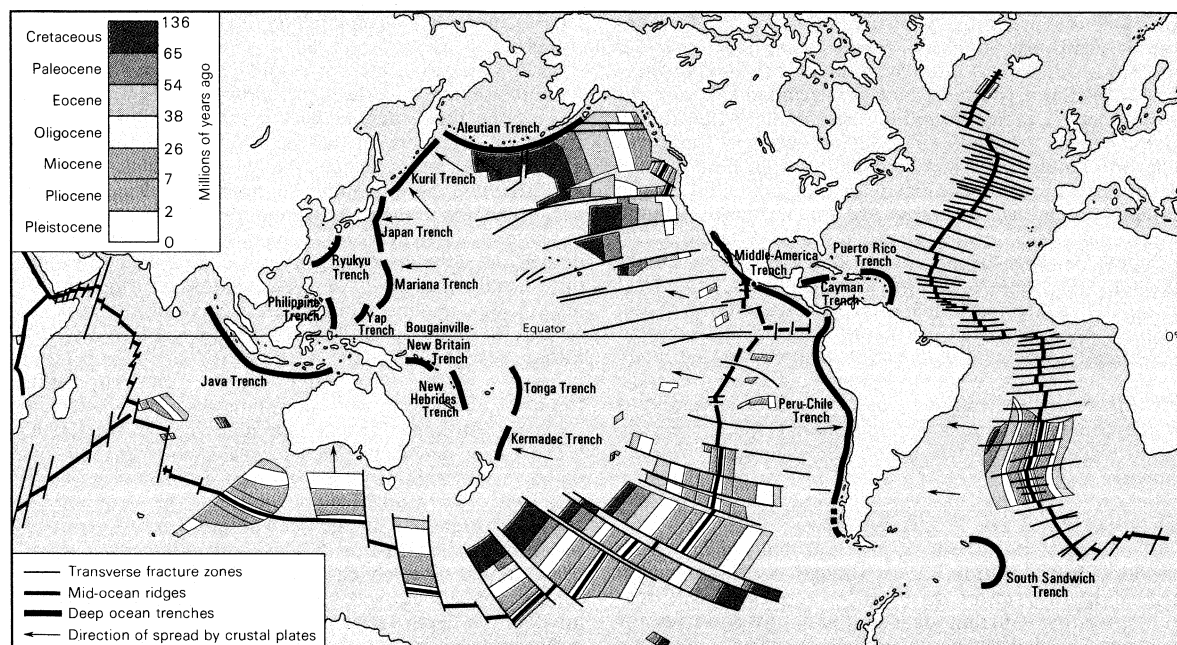 Cretaceous
Paleocene
Eocene
Oligocene
Miocene
Pliocene
Pleistocene
136
65
54
38
26
7
2
0
Millions of years ago
Aleutian Trench
Kuril Trench
Japan Trench
Ryukyu
Trench
Mariana Trench
Philippine
Trench
Yap
Trench
Bougainville-
New Britain
Trench
Equator
0°
Java Trench
New
Hebrides
Trench
Tonga Trench
Kermadec Trench
Middle-America
Trench
Puerto Rico
Trench
Cayman
Trench
Peru-Chile
Trench
South Sandwich
Trench
Transverse fracture zones
Mid-ocean ridges
Deep ocean trenches
Direction of spread by crustal plates